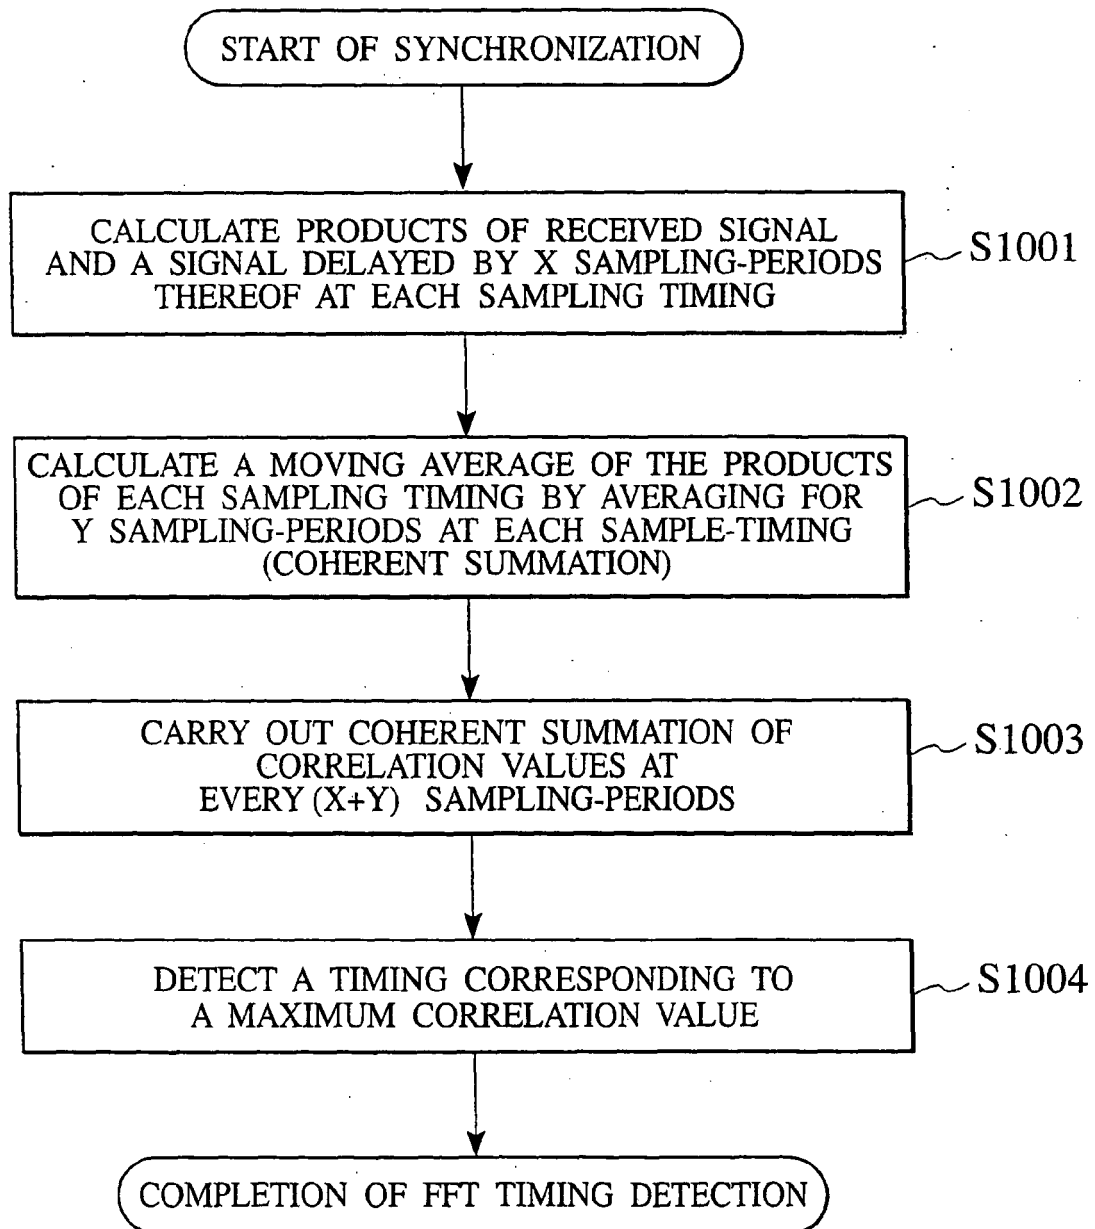 START OF SYNCHRONIZATION
CALCULATE PRODUCTS OF RECEIVED SIGNAL
AND A SIGNAL DELAYED BY X SAMPLING-PERIODS
THEREOF AT EACH SAMPLING TIMING
S1001
CALCULATE A MOVING AVERAGE OF THE PRODUCTS
OF EACH SAMPLING TIMING BY AVERAGING FOR
Y SAMPLING-PERIODS AT EACH SAMPLE-TIMING
(COHERENT SUMMATION)
S1002
CARRY OUT COHERENT SUMMATION OF
CORRELATION VALUES AT
EVERY (X+Y) SAMPLING-PERIODS
S1003
DETECT A TIMING CORRESPONDING TO
A MAXIMUM CORRELATION VALUE
S1004
COMPLETION OF FFT TIMING DETECTION